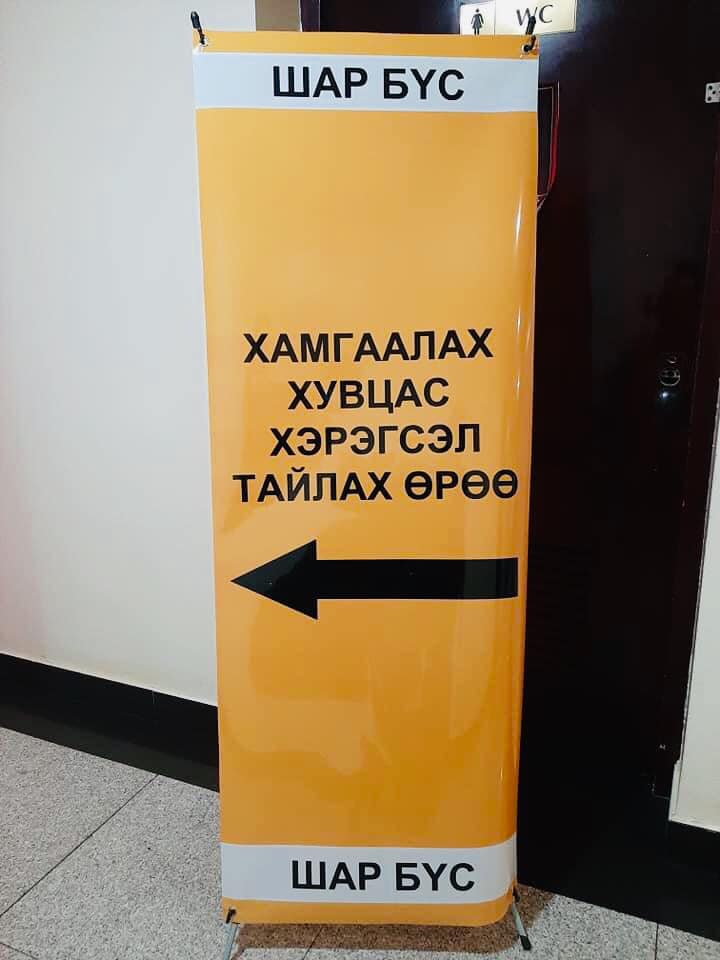 WC
ШАР БҮС
ХАМГААЛАХ
ХУВЦАС
ХЭРЭГСЭЛ
ТАЙЛАХ ӨРӨӨ
ШАР БҮС